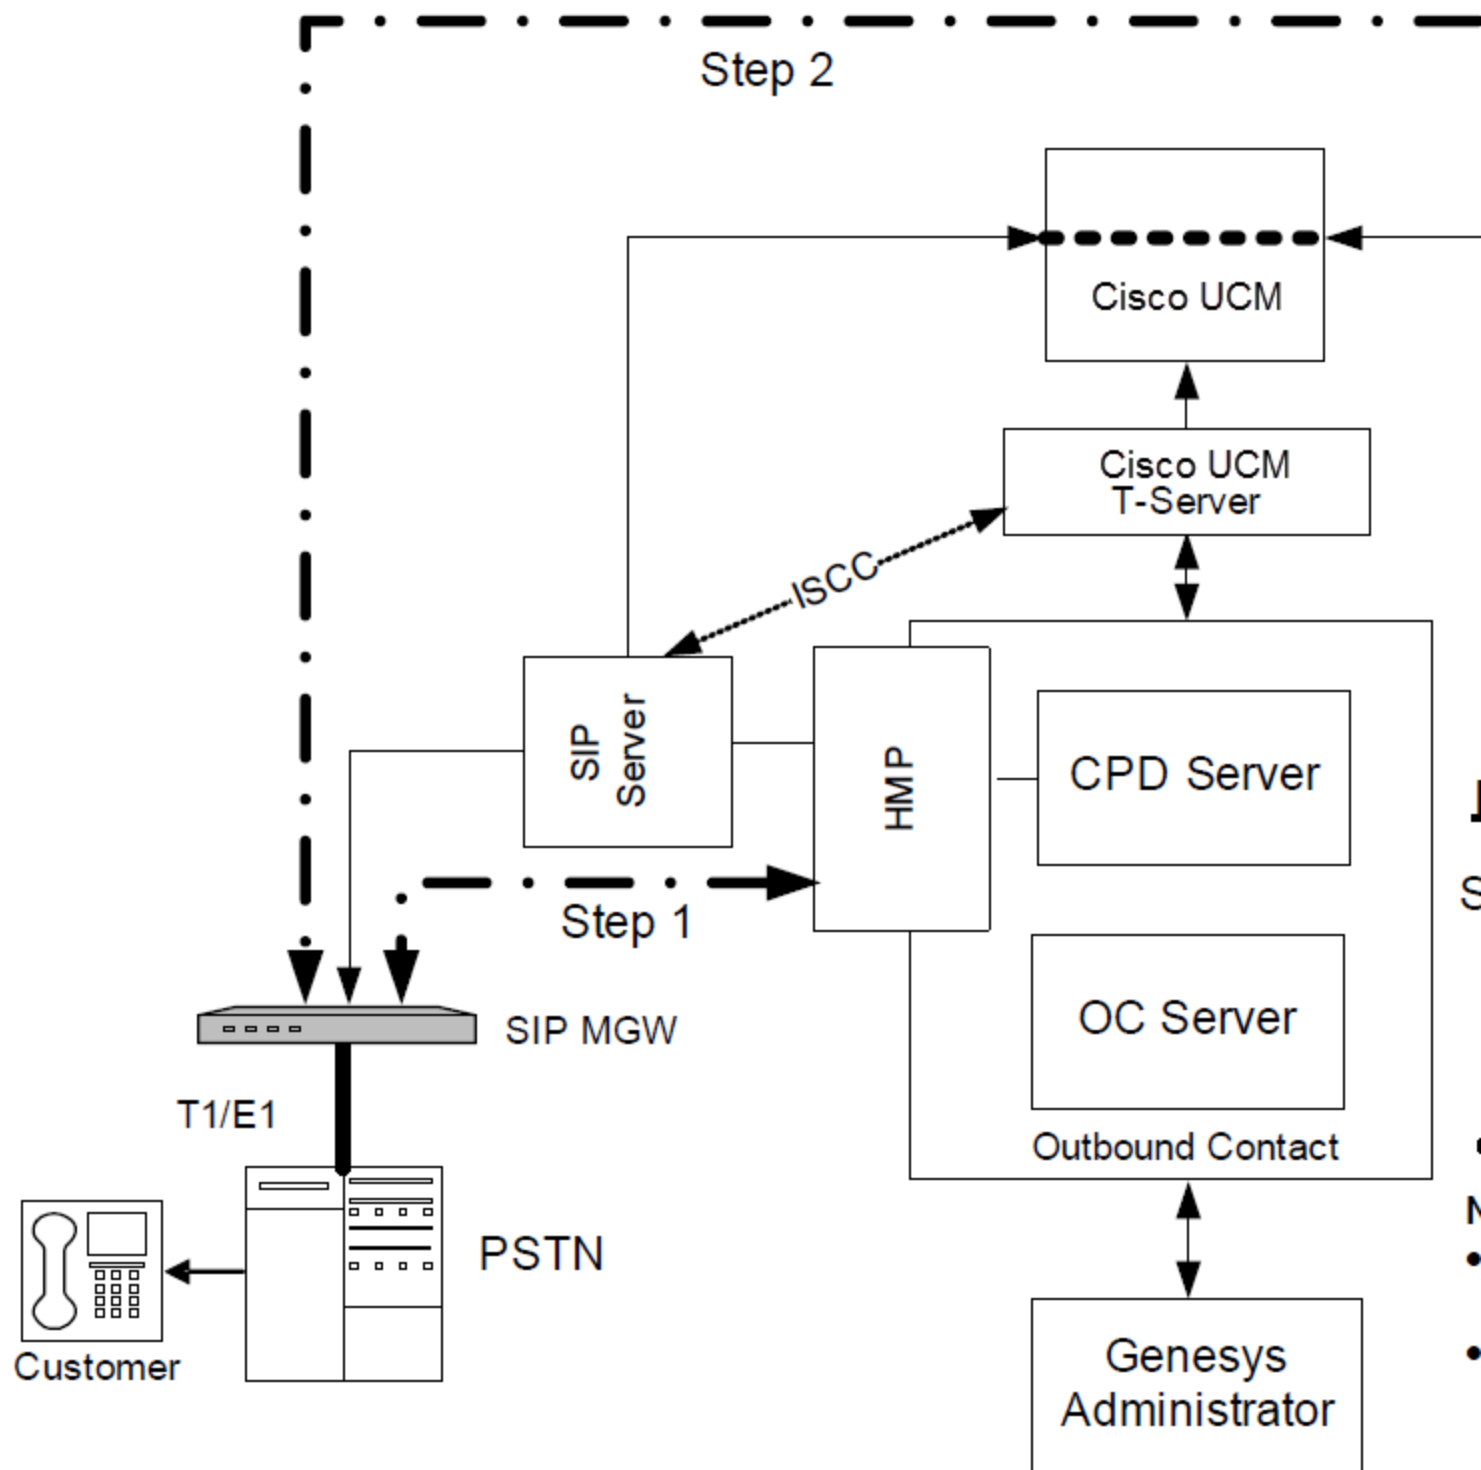 Step 2
Cisco UCM
Cisco UCM
T-Server
ISCC
SIP
Server
HMP
CPD Server
Step 1
OC Server
SIP MGW
T1/E1
Outbound Contact
PSTN
Customer
Genesys
Administrator